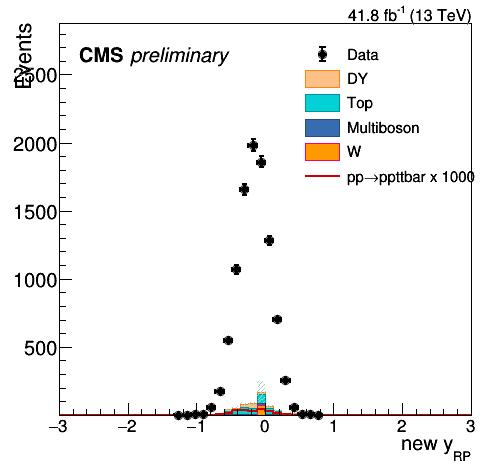 41.8 fb⁻¹ (13 TeV)
Events
CMS preliminary
Data
DY
Top
Multiboson
W
pp→ppttbar x 1000
2500
2000
1500
1000
500
−3 −2 −1 0 1 2 3
new y_RP